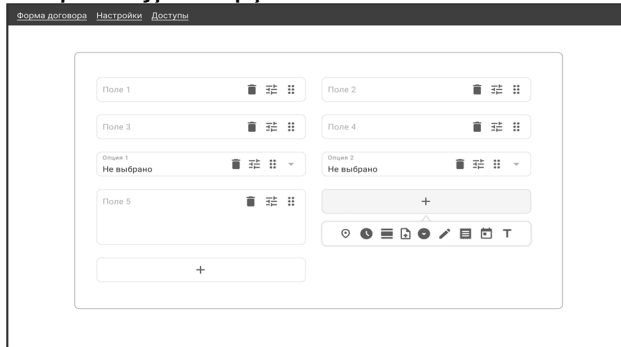 Форма договора Настройки Доступы
Поле 1 Поле 2
Поле 3 Поле 4
Опция 1 Опция 2
Не выбрано Не выбрано
Поле 5 +
T
+